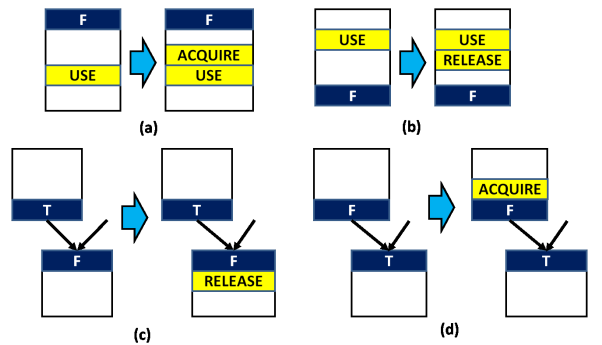 F
F
ACQUIRE
USE
USE
(a)
USE
USE
RELEASE
F
F
(b)
T
T
F
F
RELEASE
(c)
ACQUIRE
F
F
T
T
(d)